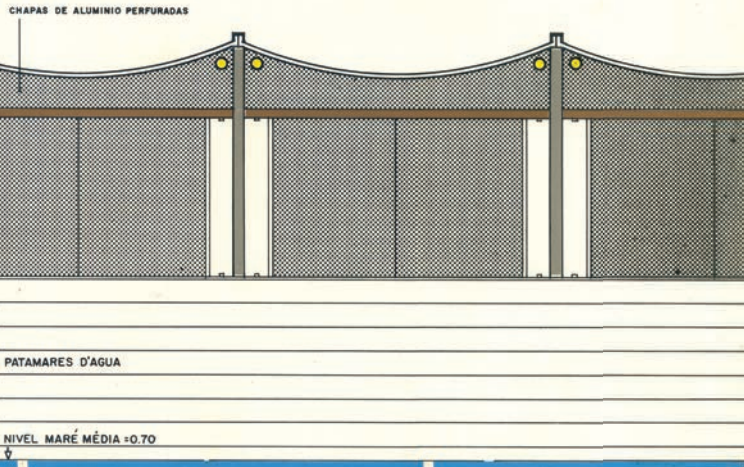 CHAPAS DE ALUMINIO PERFURADAS
PATAMARES D'AGUA
NIVEL MARÉ MÉDIA =0.70